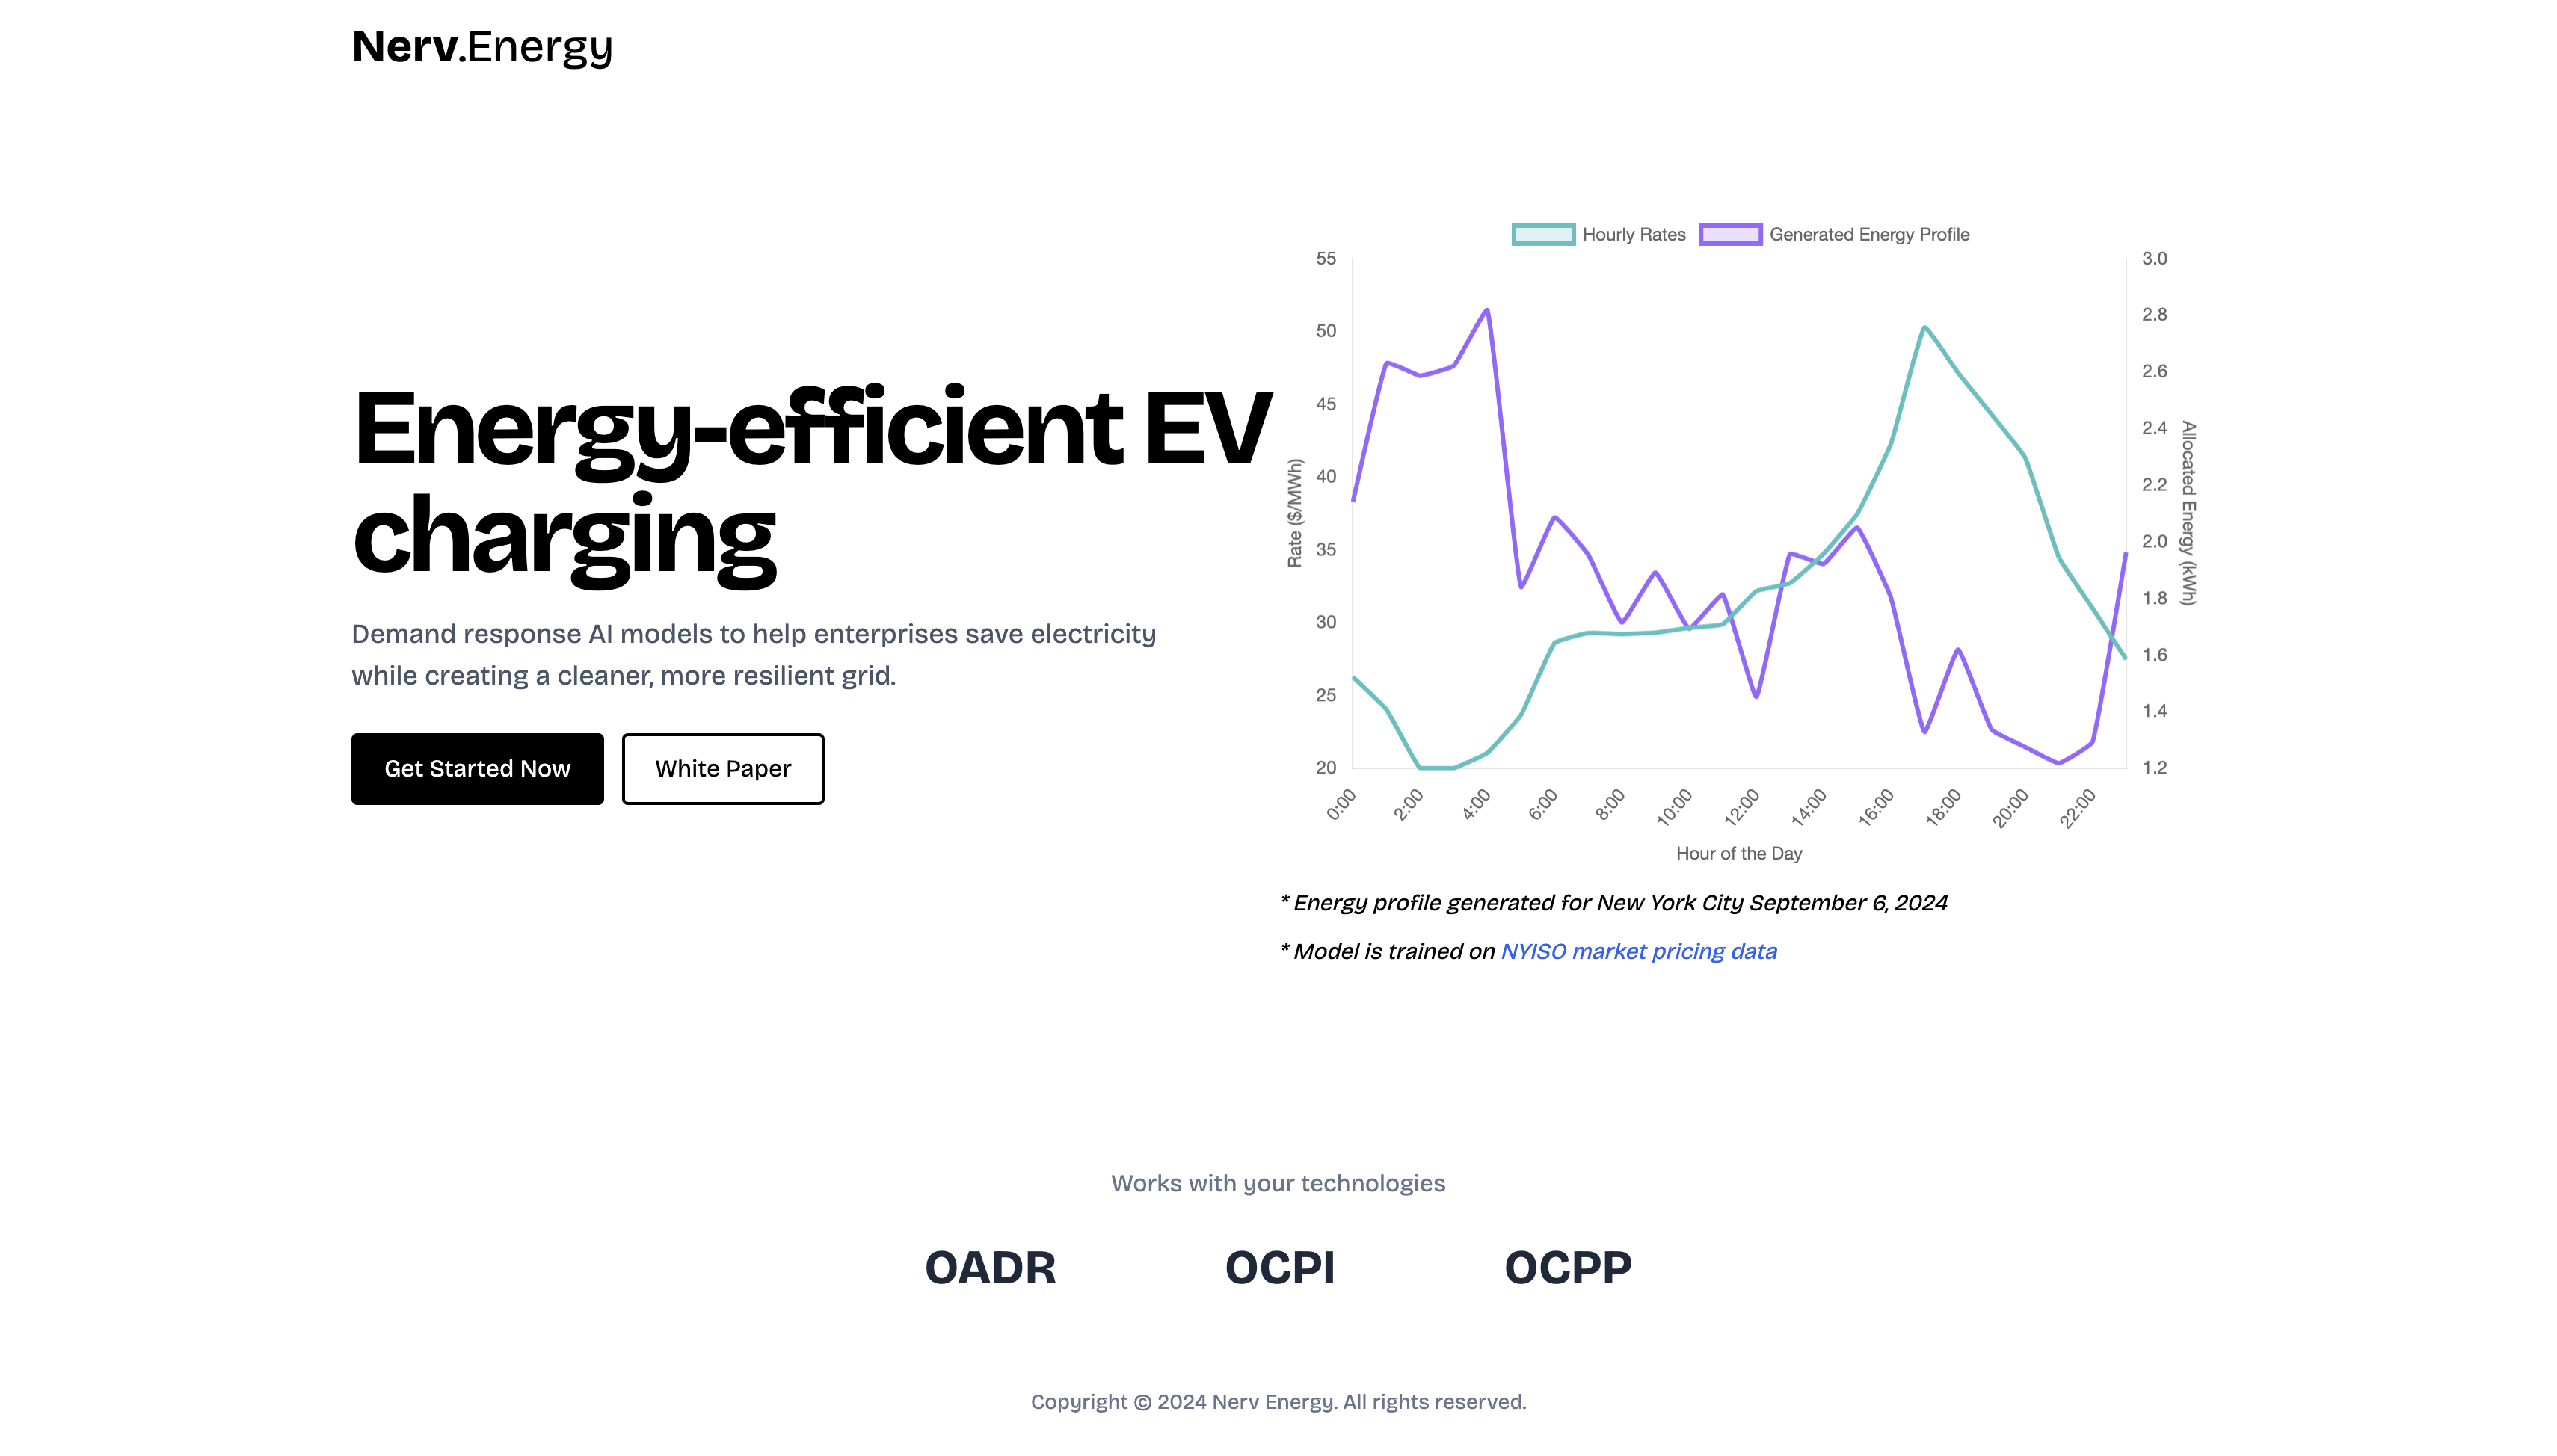 Nerv.Energy
Energy-efficient EV
charging
Demand response AI models to help enterprises save electricity
while creating a cleaner, more resilient grid.
Get Started Now
White Paper
Hourly Rates
Generated Energy Profile
55
50
45
40
35
30
25
20
Rate ($/MWh)
3.0
2.8
2.6
2.4
2.2
2.0
1.8
1.6
1.4
1.2
Allocated Energy (kWh)
0:00
2:00
4:00
6:00
8:00
10:00
12:00
14:00
16:00
18:00
20:00
22:00
Hour of the Day
* Energy profile generated for New York City September 6, 2024
* Model is trained on NYISO market pricing data
Works with your technologies
OADR
OCPI
OCPP
Copyright © 2024 Nerv Energy. All rights reserved.